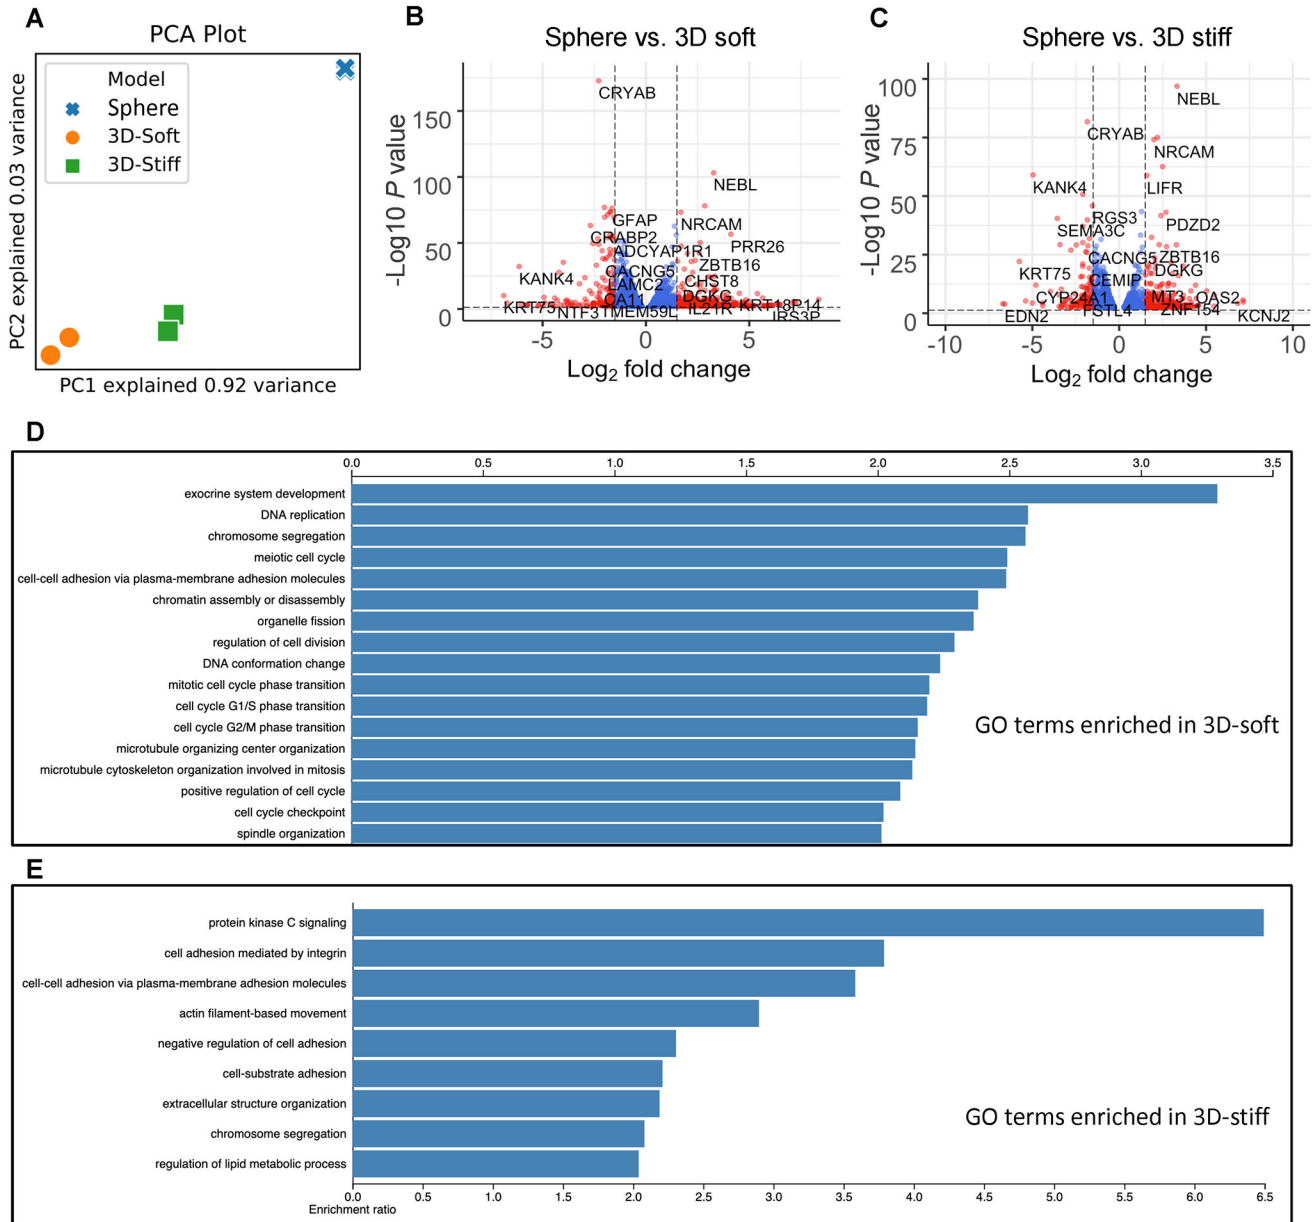 A
PCA Plot
Model
Sphere
3D-Soft
3D-Stiff
PC2 explained 0.03 variance
PC1 explained 0.92 variance
B
Sphere vs. 3D soft
-Log10 P value
150
100
50
0
CRYAB
NEBL
GFAP
NRCAM
CRABP2
ADCYAP1R1
PRR26
KANK4
CACNG5
ZBTB16
LAMC2
CHST8
CA11
DGKG
KRT75
NTF3
TMEM59L
IL21R
KRT18P14
IRS3P
-5
0
5
Log2 fold change
C
Sphere vs. 3D stiff
-Log10 P value
100
75
50
25
0
NEBL
CRYAB
NRCAM
KANK4
LIFR
RGS3
PDZD2
SEMA3C
CACNG5
ZBTB16
KRT75
DGKG
CEMIP
CYP24A1
MT3
OAS2
EDN2
FSTL4
ZNF154
KCNJ2
-10
-5
0
5
10
Log2 fold change
D
0.0 0.5 1.0 1.5 2.0 2.5 3.0 3.5
exocrine system development
DNA replication
chromosome segregation
meiotic cell cycle
cell-cell adhesion via plasma-membrane adhesion molecules
chromatin assembly or disassembly
organelle fission
regulation of cell division
DNA conformation change
mitotic cell cycle phase transition
cell cycle G1/S phase transition
cell cycle G2/M phase transition
microtubule organizing center organization
microtubule cytoskeleton organization involved in mitosis
positive regulation of cell cycle
cell cycle checkpoint
spindle organization
GO terms enriched in 3D-soft
E
protein kinase C signaling
cell adhesion mediated by integrin
cell-cell adhesion via plasma-membrane adhesion molecules
actin filament-based movement
negative regulation of cell adhesion
cell-substrate adhesion
extracellular structure organization
chromosome segregation
regulation of lipid metabolic process
GO terms enriched in 3D-stiff
0.0 0.5 1.0 1.5 2.0 2.5 3.0 3.5 4.0 4.5 5.0 5.5 6.0 6.5
Enrichment ratio